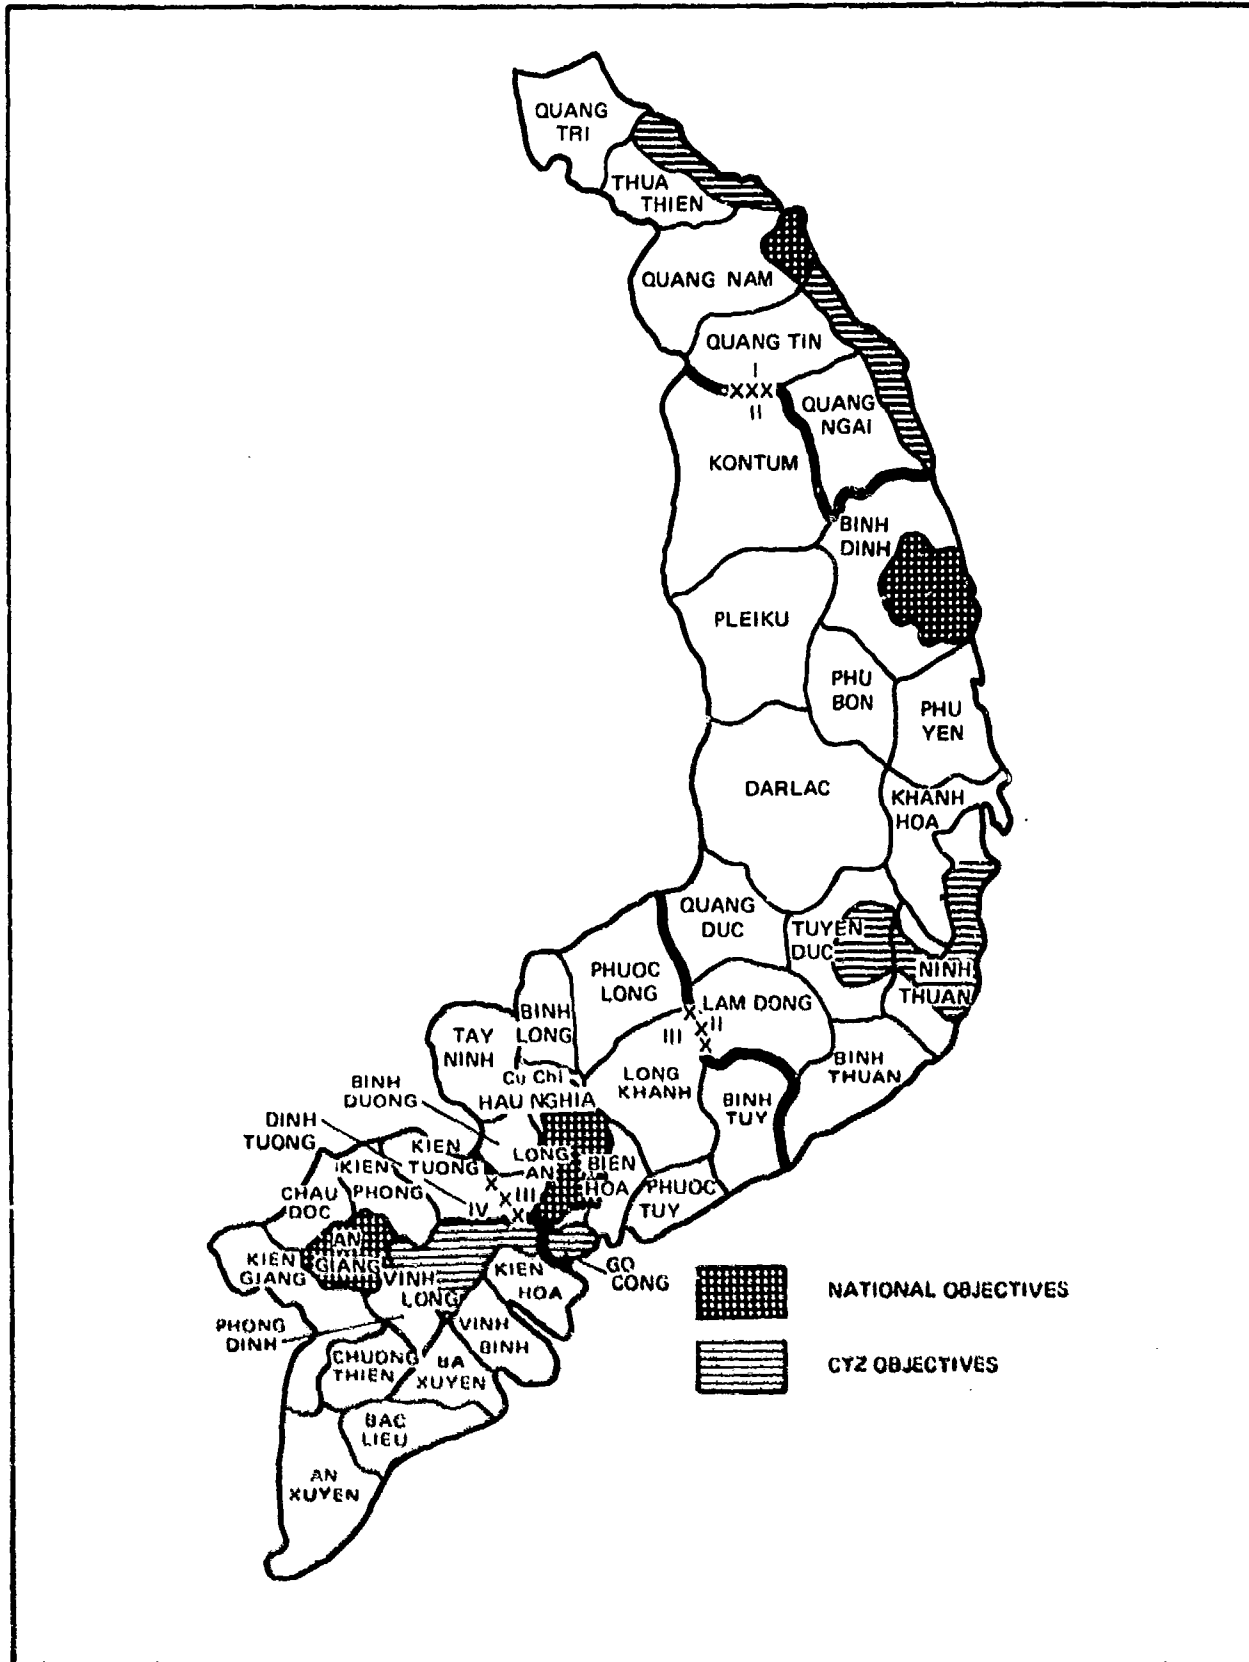 QUANG
TRI
THUA
THIEN
QUANG NAM
QUANG TIN
I
XXX
II
QUANG
NGAI
KONTUM
BINH
DINH
PLEIKU
PHU
BON
PHU
YEN
DARLAC
KHANH
HOA
QUANG
DUC
TUYEN
DUC
NINH
THUAN
PHUOC
LONG
LAM DONG
BINH
LONG
TAY
NINH
X
X
X
III
II
BINH
THUAN
LONG
KHANH
BINH
TUY
Cu Chi
HAU NGHIA
BINH
DUONG
DINH
TUONG
KIEN
TUONG
LONG
AN
BIEN
HOA
PHUOC
TUY
KIEN
PHONG
CHAU
DOC
X
X
X
III
IV
AN
GIANG
KIEN
GIANG
VINH
LONG
KIEN
HOA
GO
CONG
PHONG
DINH
VINH
BINH
CHUONG
THIEN
BA
XUYEN
BAC
LIEU
AN
XUYEN
NATIONAL OBJECTIVES
CTZ OBJECTIVES